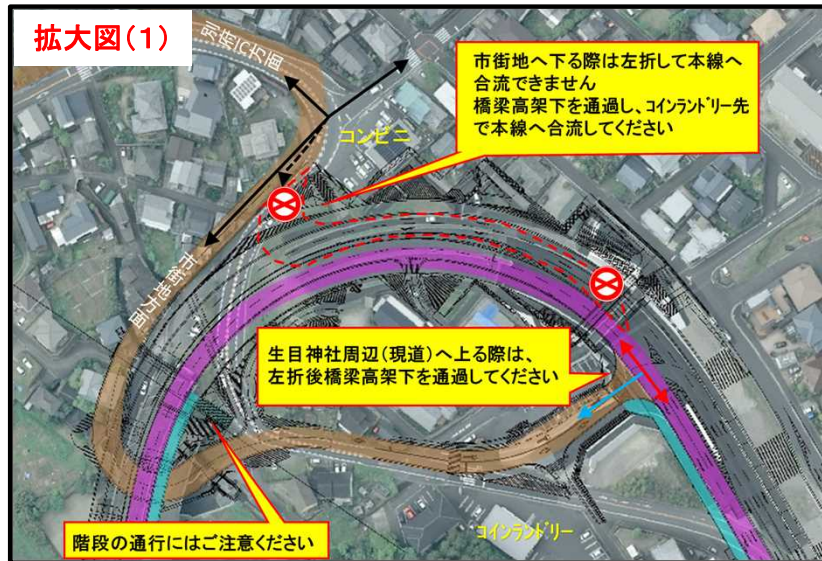 拡大図(1)
別府六方面
市街地へ下る際は左折して本線へ
合流できません
橋梁高架下を通過し、コインランドリー先
で本線へ合流してください
コンビニ
市街地方面
生目神社周辺(現道)へ上る際は、
左折後橋梁高架下を通過してください
階段の通行にはご注意ください
コインランドリー